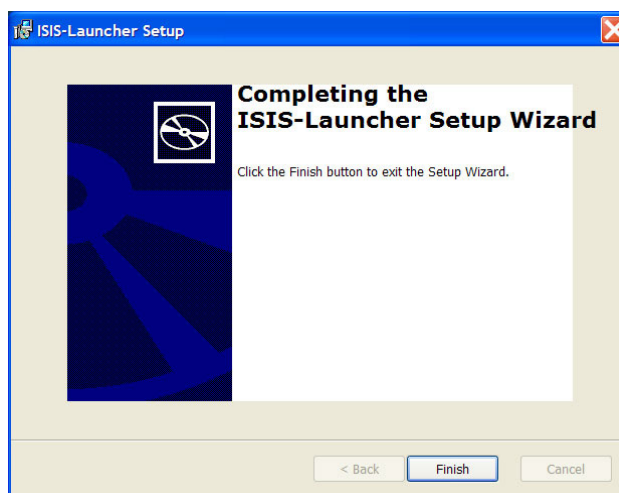 ISIS-Launcher Setup
Completing the
ISIS-Launcher Setup Wizard
Click the Finish button to exit the Setup Wizard.
< Back
Finish
Cancel